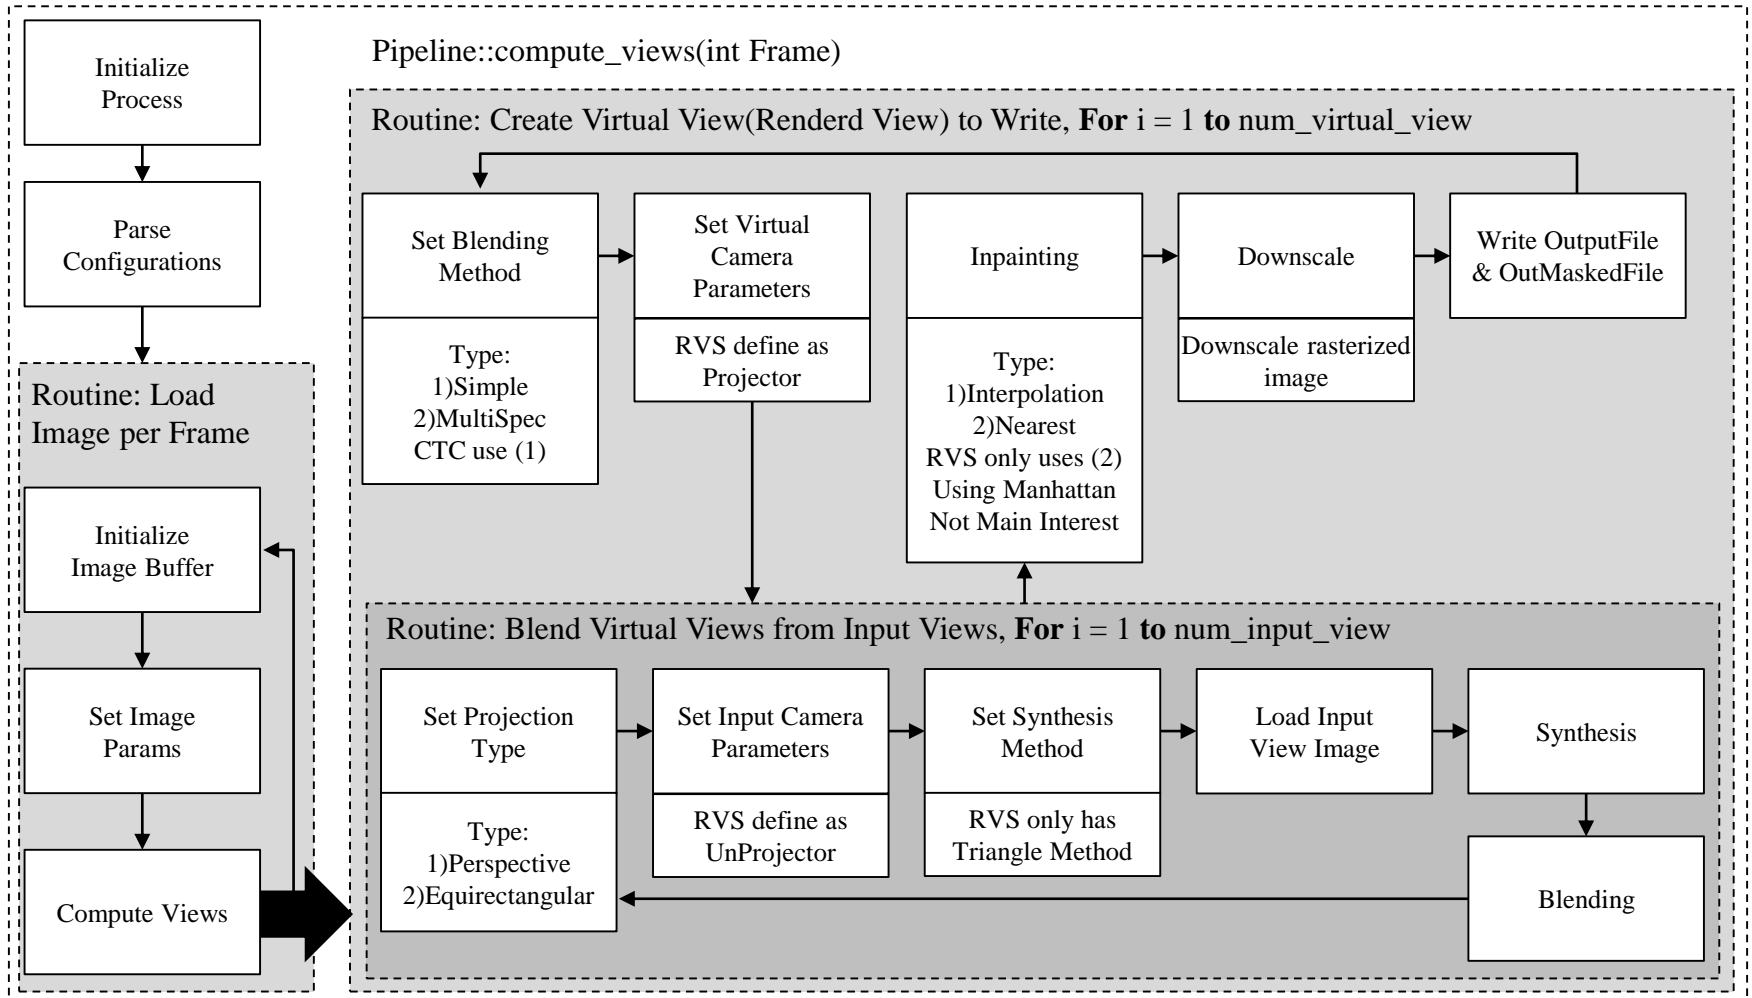 Initialize
Process
Parse
Configurations
Routine: Load
Image per Frame
Initialize
Image Buffer
Set Image
Params
Compute Views
Pipeline::compute_views(int Frame)
Routine: Create Virtual View(Renderd View) to Write, For i = 1 to num_virtual_view
Set Blending
Method
Type:
1)Simple
2)MultiSpec
CTC use (1)
Set Virtual
Camera
Parameters
RVS define as
Projector
Inpainting
Type:
1)Interpolation
2)Nearest
RVS only uses (2)
Using Manhattan
Not Main Interest
Downscale
Downscale rasterized
image
Write OutputFile
& OutMaskedFile
Routine: Blend Virtual Views from Input Views, For i = 1 to num_input_view
Set Projection
Type
Type:
1)Perspective
2)Equirectangular
Set Input Camera
Parameters
RVS define as
UnProjector
Set Synthesis
Method
RVS only has
Triangle Method
Load Input
View Image
Synthesis
Blending